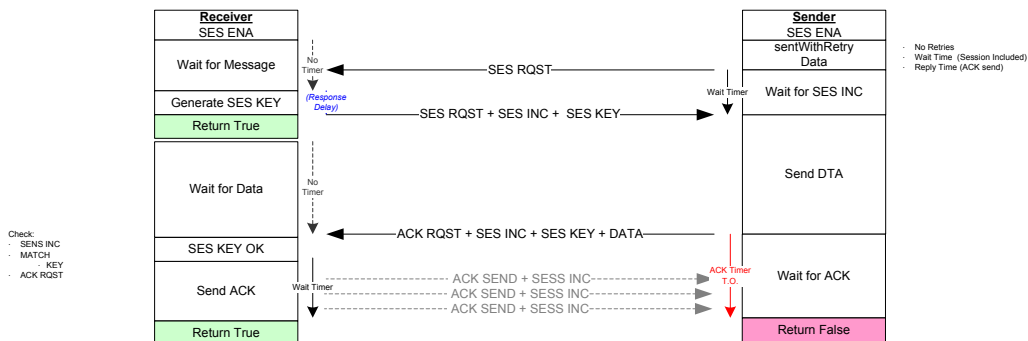 Receiver
SES ENA
Wait for Message
Generate SES KEY
Return True
Wait for Data
SES KEY OK
Send ACK
Return True
Check:
· SENS INC
· MATCH
· KEY
· ACK RQST
No
Timer
(Response
Delay)
No
Timer
Wait Timer
SES RQST
SES RQST + SES INC + SES KEY
ACK RQST + SES INC + SES KEY + DATA
ACK SEND + SESS INC
ACK SEND + SESS INC
ACK SEND + SESS INC
Wait Timer
ACK Timer
T.O.
Sender
SES ENA
sentWithRetry
Data
Wait for SES INC
Send DTA
Wait for ACK
Return False
· No Retries
· Wait Time (Session Included)
· Reply Time (ACK send)